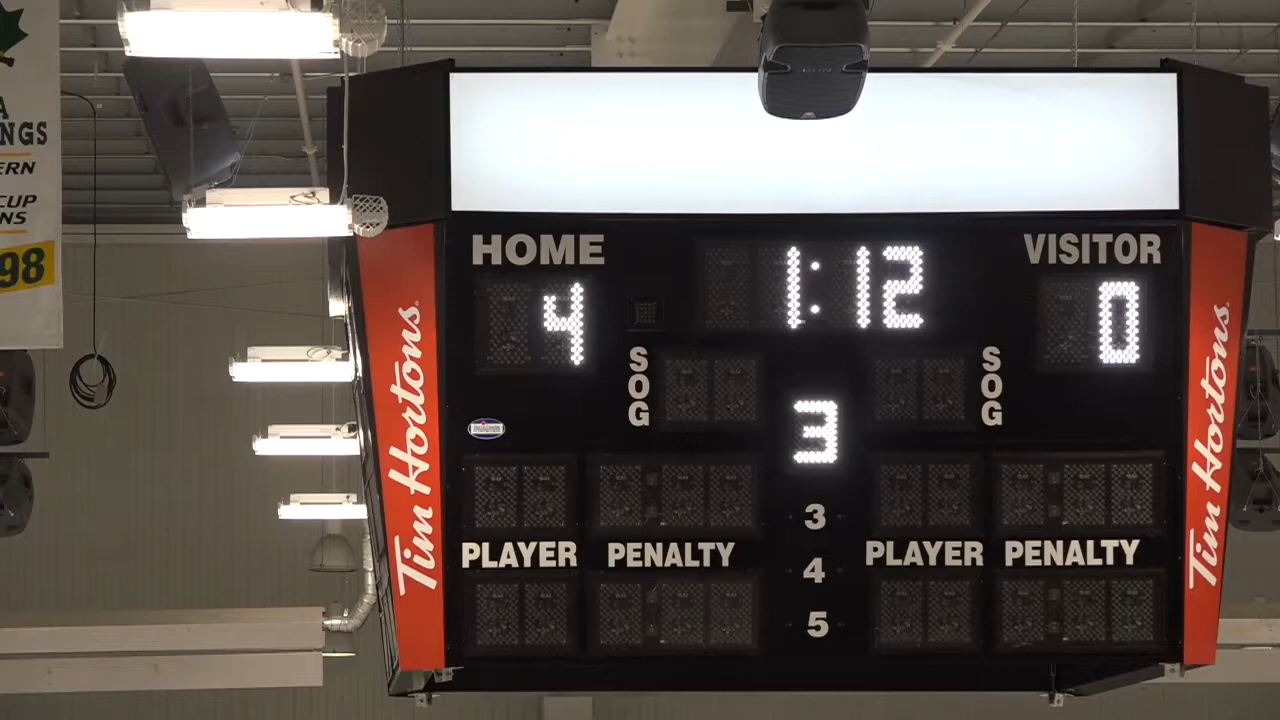 A
NGS
ERN
CUP
NS
98
HOME
1:12
VISITOR
4
0
SOG
SOG
3
Tim Hortons
Tim Hortons
3
PLAYER PENALTY
4
PLAYER PENALTY
5